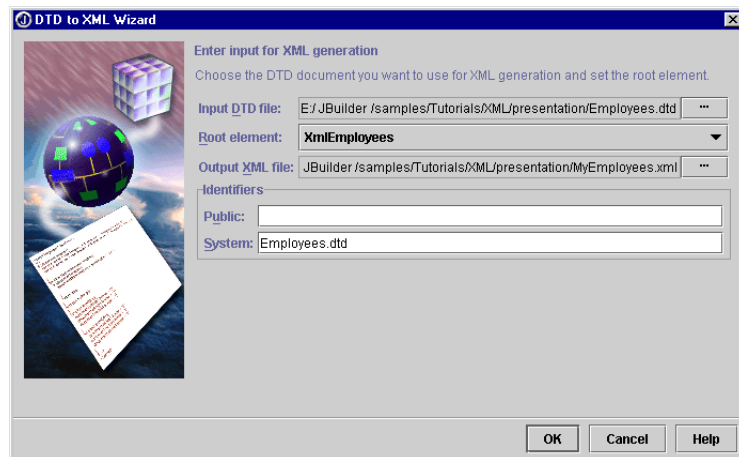 DTD to XML Wizard
Enter input for XML generation
Choose the DTD document you want to use for XML generation and set the root element.
Input DTD file: E:/ JBuilder /samples/Tutorials/XML/presentation/Employees.dtd ...
Root element: XmlEmployees
Output XML file: JBuilder /samples/Tutorials/XML/presentation/MyEmployees.xml ...
Identifiers
Public:
System: Employees.dtd
OK Cancel Help